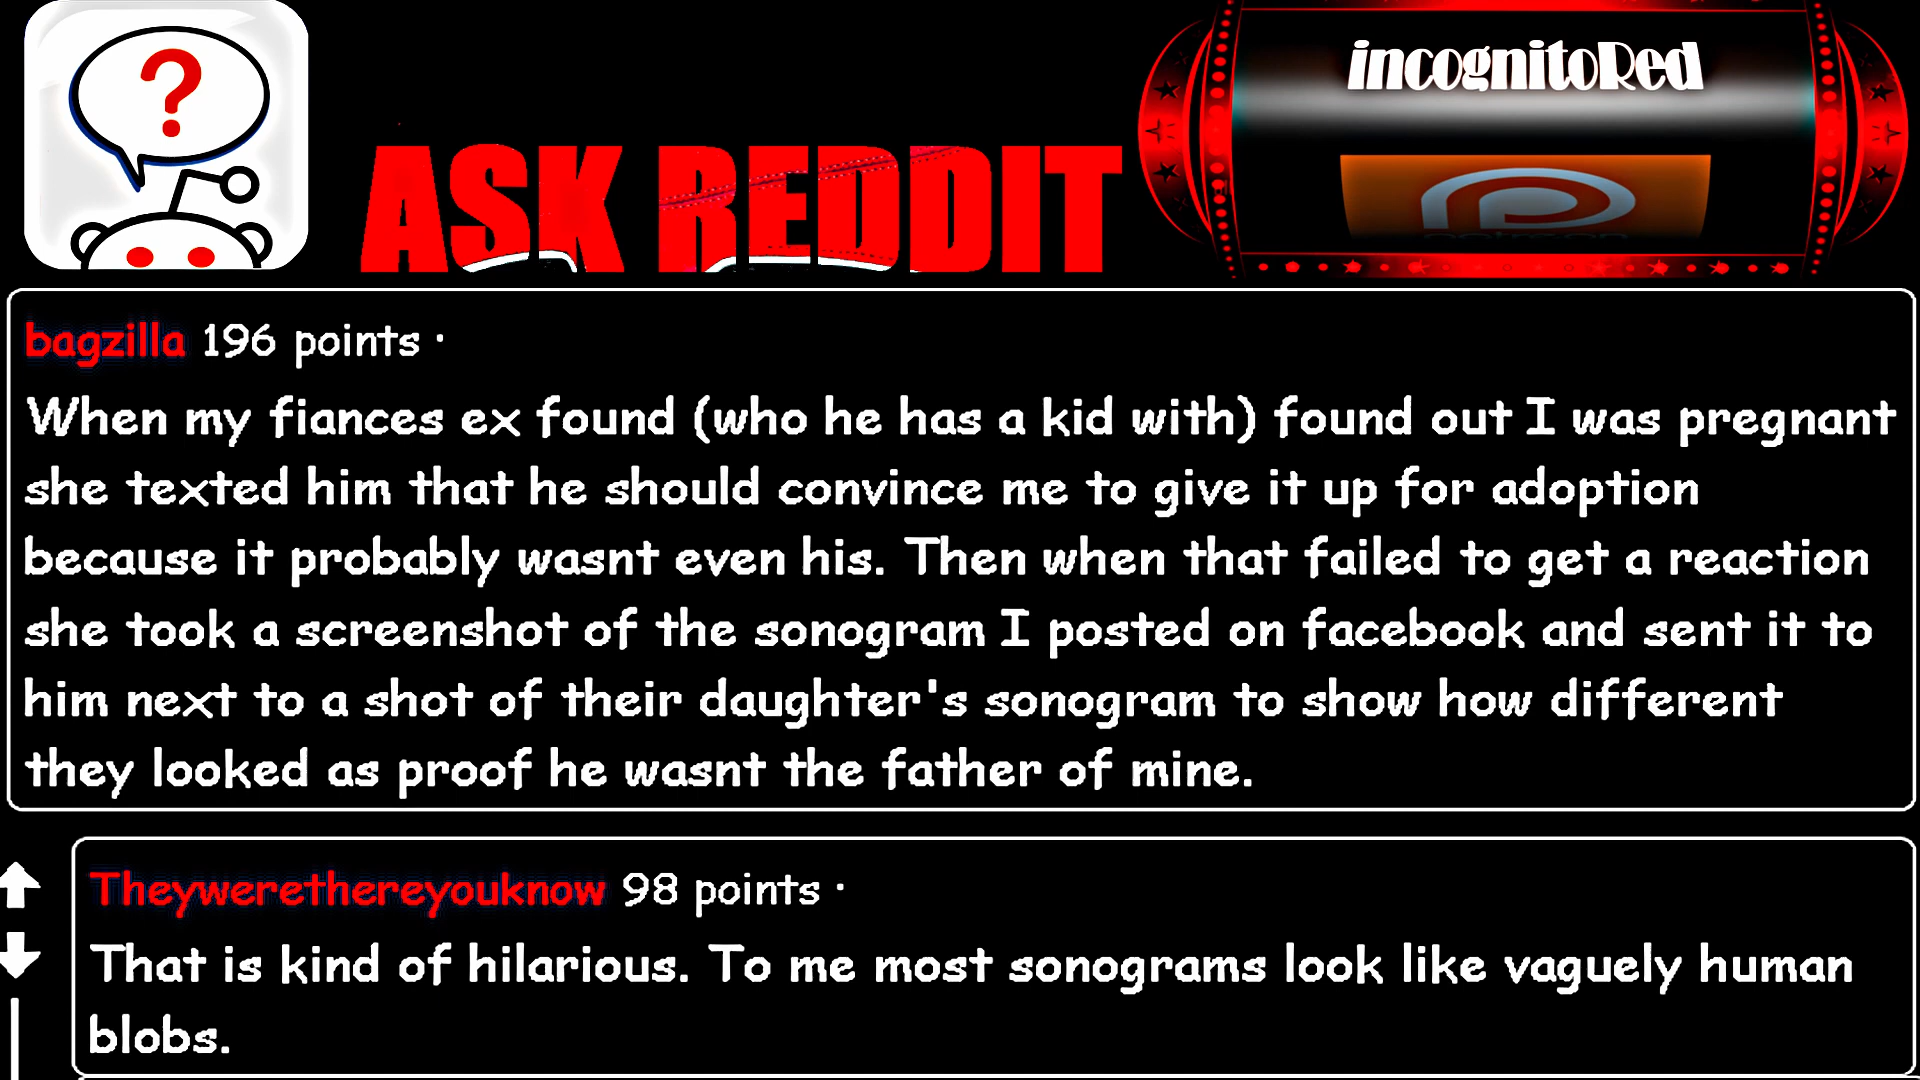 ?
incognitoRed
ASK REDDIT
bagzilla 196 points ·
When my fiances ex found (who he has a kid with) found out I was pregnant
she texted him that he should convince me to give it up for adoption
because it probably wasnt even his. Then when that failed to get a reaction
she took a screenshot of the sonogram I posted on facebook and sent it to
him next to a shot of their daughter's sonogram to show how different
they looked as proof he wasnt the father of mine.
Theywerethereyouknow 98 points ·
That is kind of hilarious. To me most sonograms look like vaguely human
blobs.